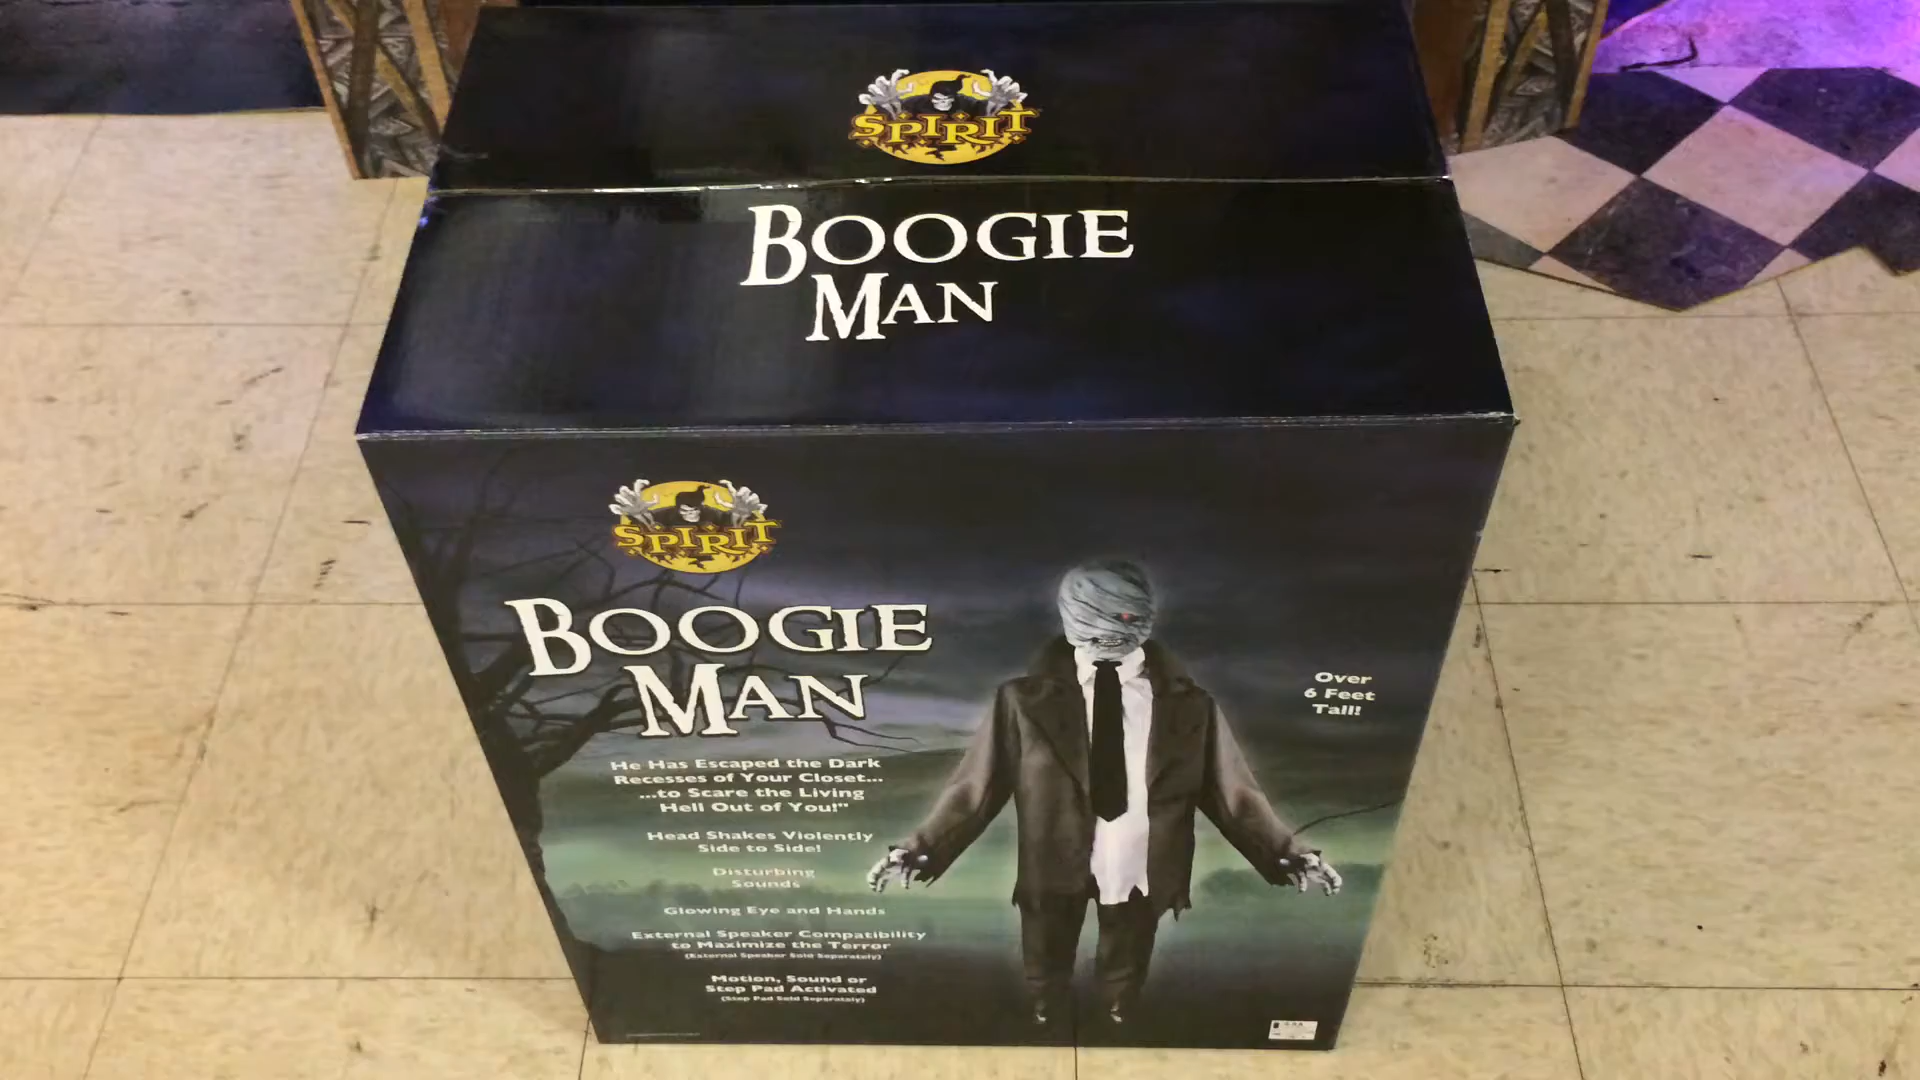 SPIRIT
BOOGIE
MAN
SPIRIT
BOOGIE
MAN
Over
6 Feet
Tall!
He Has Escaped the Dark
Recesses of Your Closet...
...to Scare the Living
Hell Out of You!"
Head Shakes Violently
Side to Side!
Disturbing
Sounds
Glowing Eye and Hands
External Speaker Compatibility
to Maximize the Terror
(External Speaker Sold Separately)
Motion, Sound or
Step Pad Activated
(Step Pad Sold Separately)